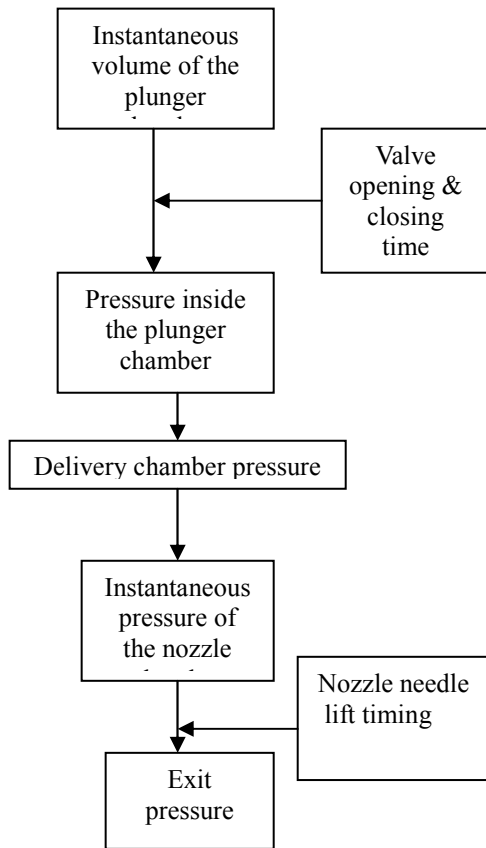 Instantaneous
volume of the
plunger
Valve
opening &
closing
time
Pressure inside
the plunger
chamber
Delivery chamber pressure
Instantaneous
pressure of
the nozzle
Nozzle needle
lift timing
Exit
pressure